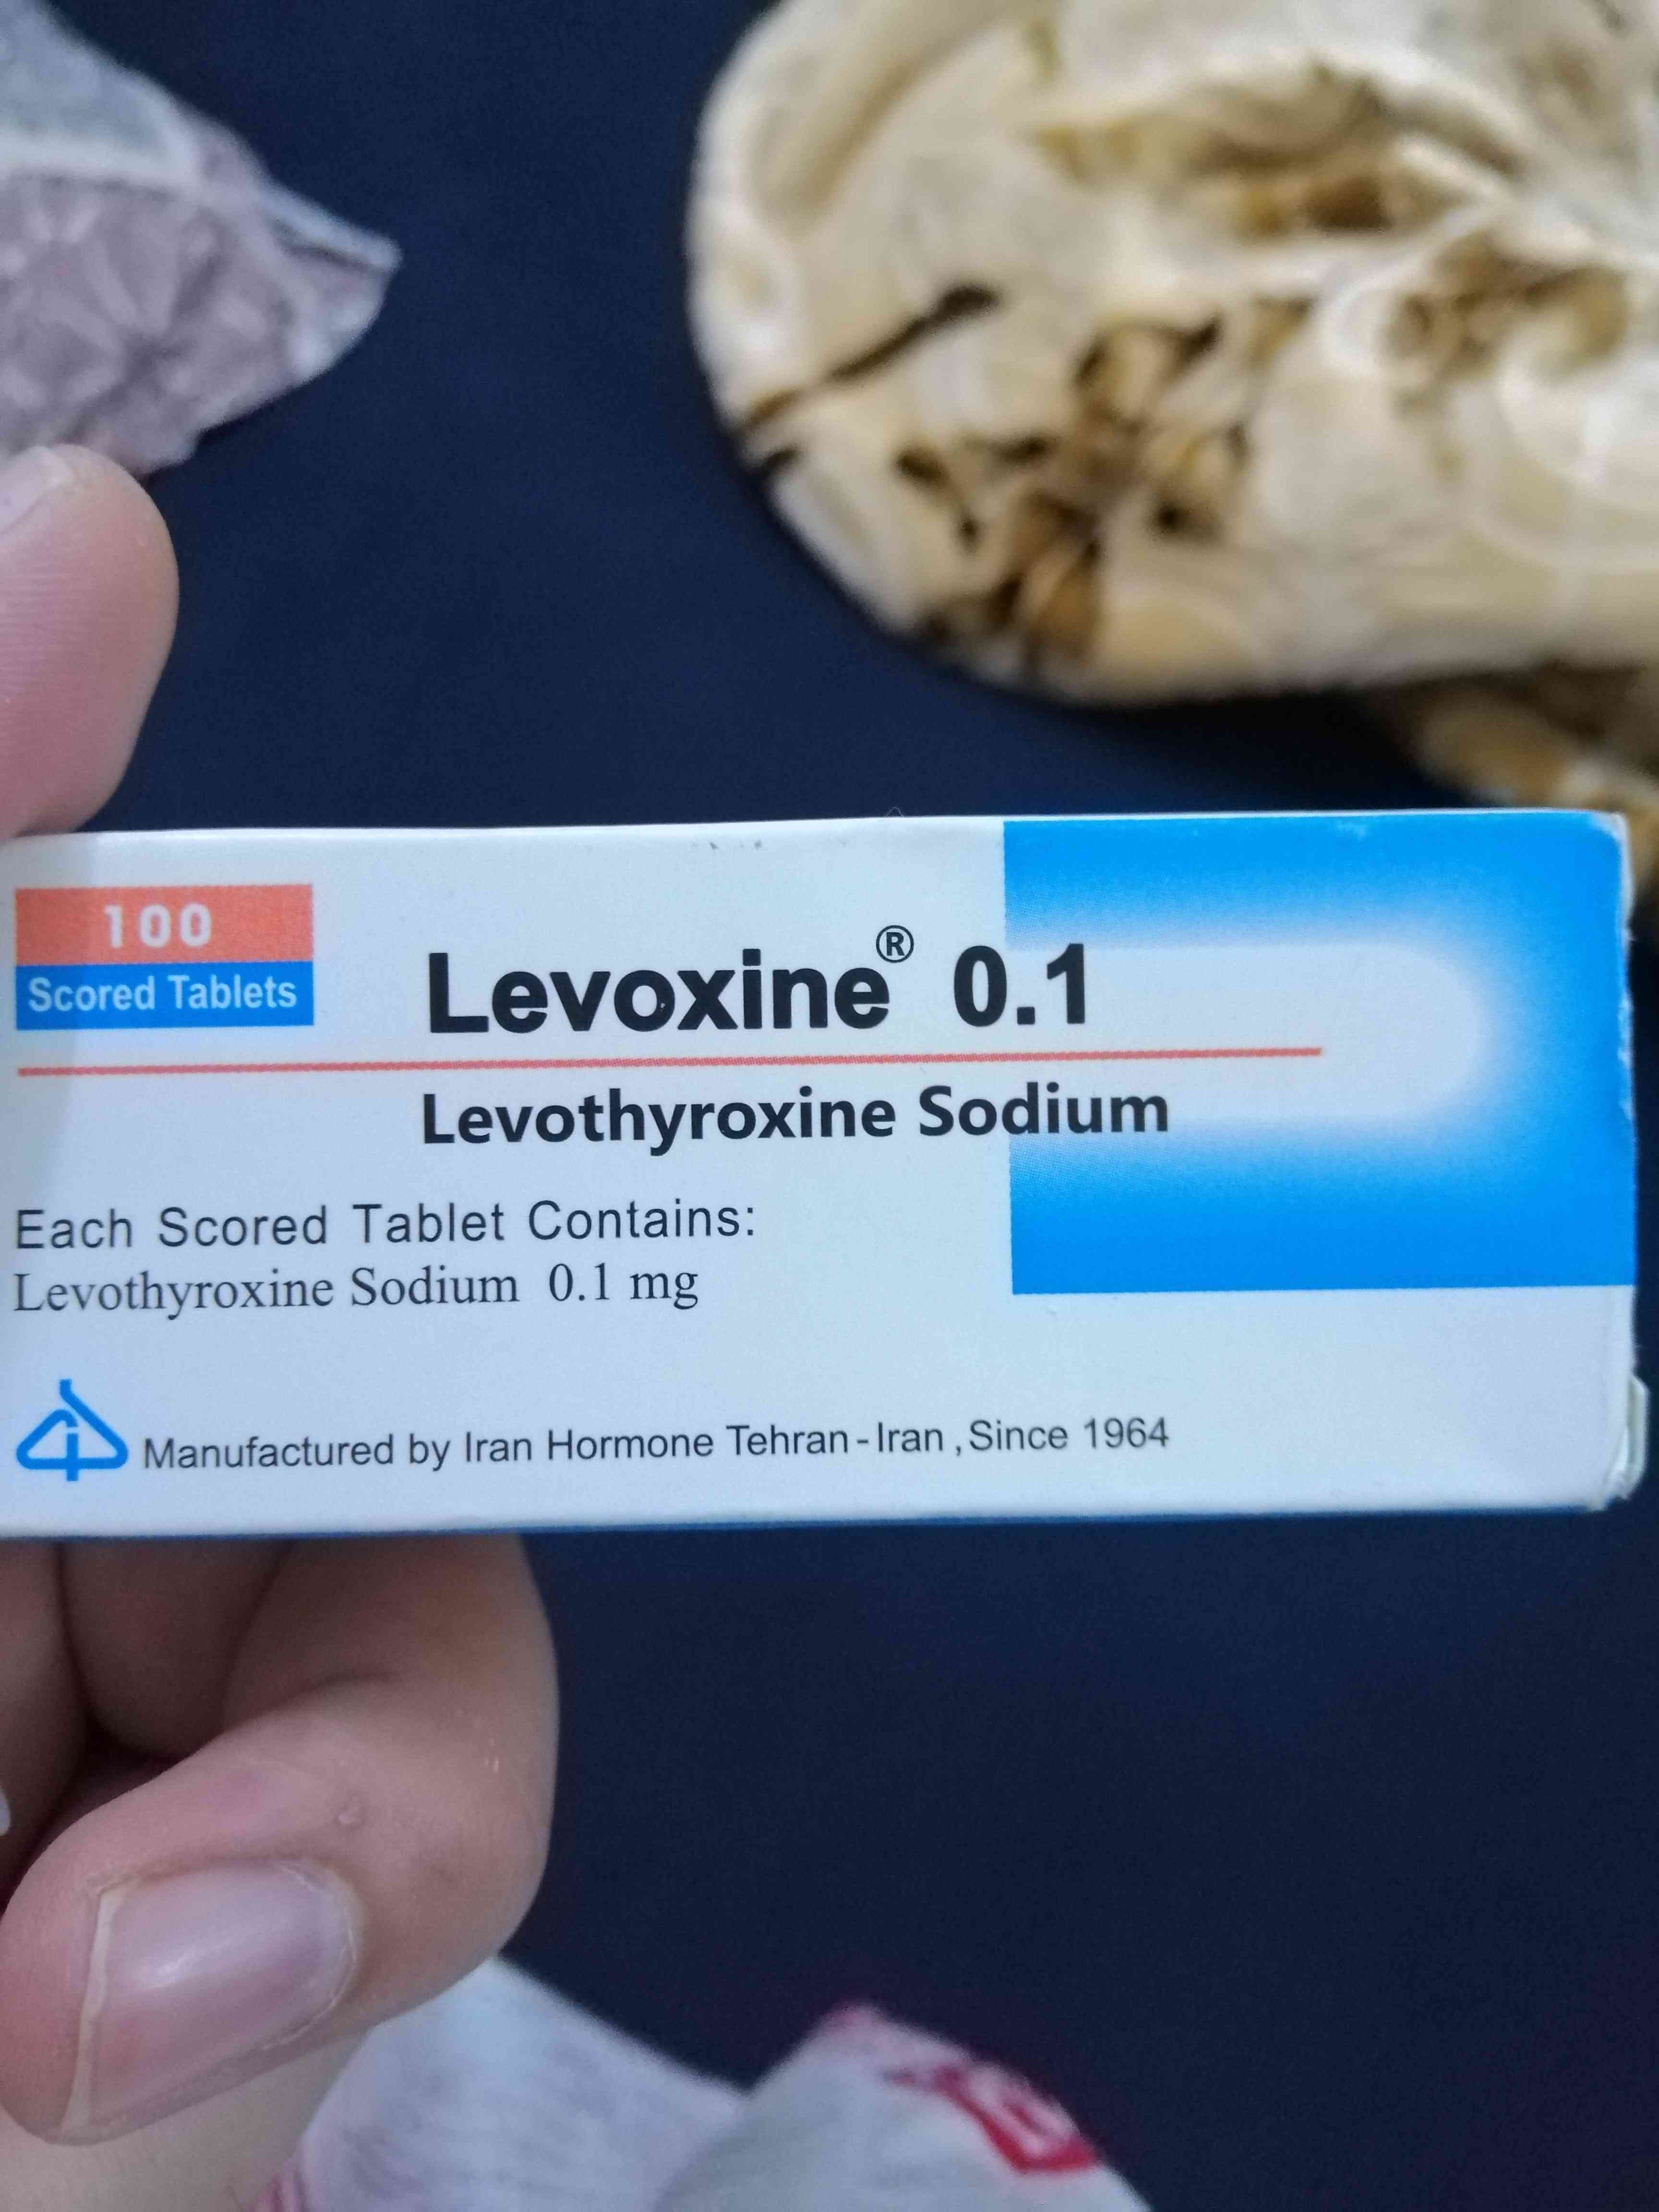 100
Scored Tablets
Levoxine® 0.1
Levothyroxine Sodium
Each Scored Tablet Contains:
Levothyroxine Sodium 0.1 mg
Manufactured by Iran Hormone Tehran-Iran , Since 1964